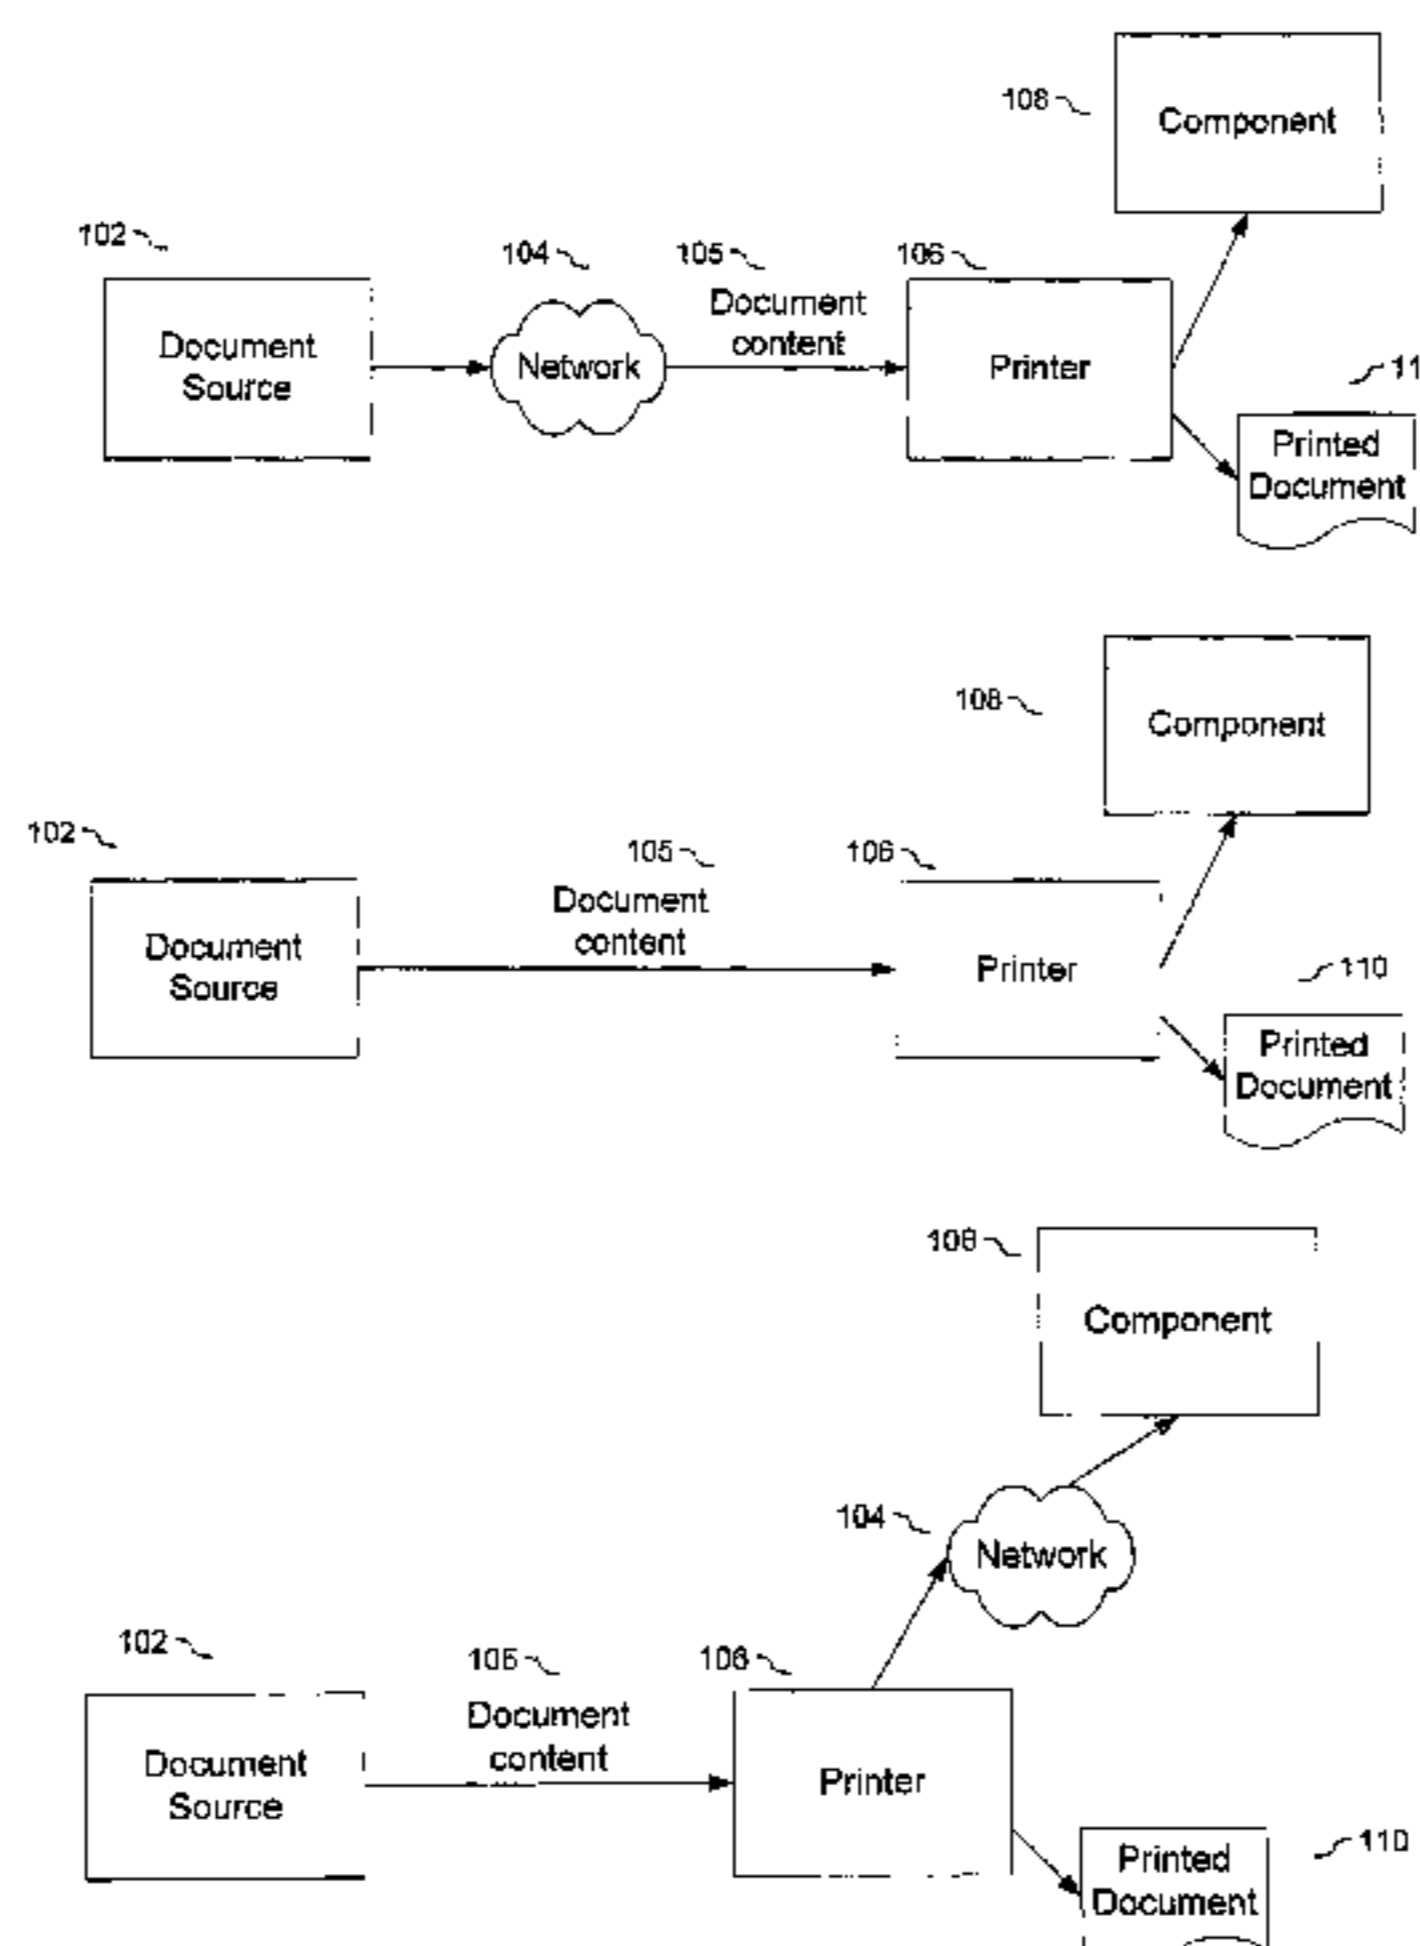 108
Component
102
104
105
106
Document
content
Document
Source
Network
Printer
11
Printed
Document
108
Component
102
105
106
Document
content
Document
Source
Printer
110
Printed
Document
108
Component
104
Network
102
105
106
Document
content
Document
Source
Printer
110
Printed
Document